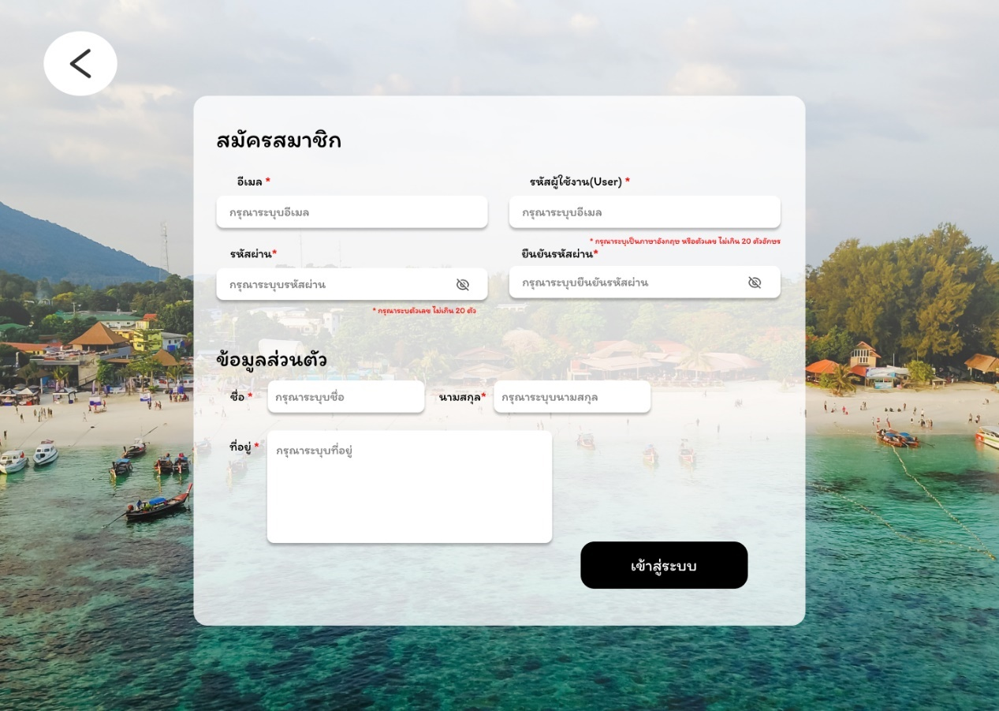 สมัครสมาชิก
อีเมล * รหัสผู้ใช้งาน(User) *
กรุณาระบุบอีเมล กรุณาระบุบอีเมล
* กรุณาระบุเป็นภาษาอังกฤษ หรือตัวเลข ไม่เกิน 20 ตัวอักษร
รหัสผ่าน* ยืนยันรหัสผ่าน*
กรุณาระบุบรหัสผ่าน กรุณาระบุบยืนยันรหัสผ่าน
* กรุณาระบตัวเลข ไม่เกิน 20 ตัว
ข้อมูลส่วนตัว
ชื่อ * กรุณาระบุบชื่อ นามสกุล* กรุณาระบุบนามสกุล
ที่อยู่ * กรุณาระบุบที่อยู่
เข้าสู่ระบบ